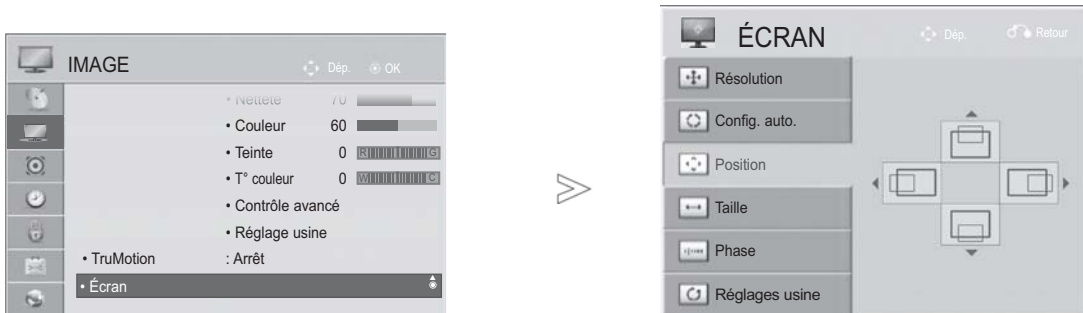 IMAGE
Dép. OK
• Netteté 70
• Couleur 60
• Teinte 0 R G
• T° couleur 0 W C
• Contrôle avancé
• Réglage usine
• TruMotion : Arrêt
• Écran
ÉCRAN
Dép. Retour
Résolution
Config. auto.
Position
Taille
Phase
Réglages usine